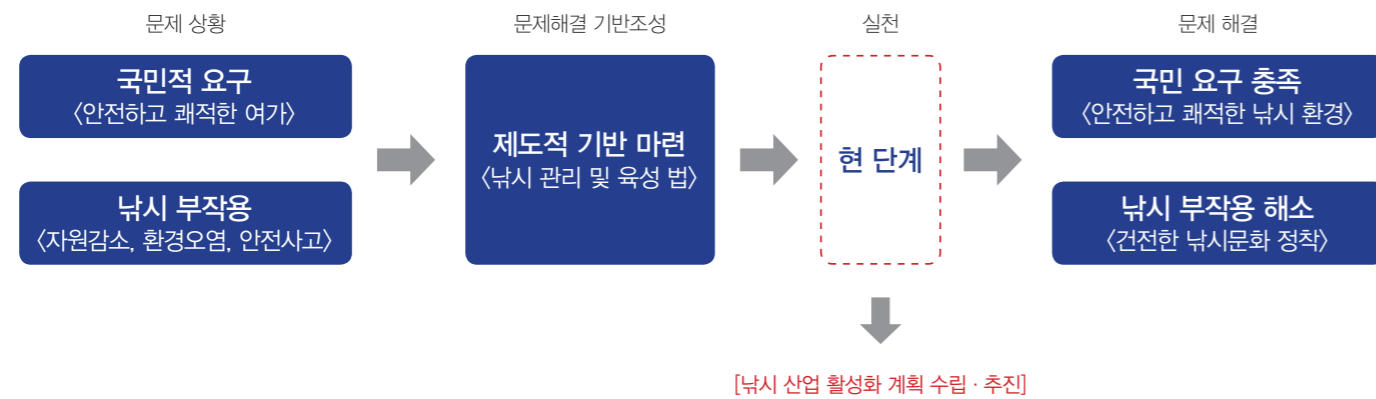 문제 상황
국민적 요구
〈안전하고 쾌적한 여가〉
낚시 부작용
〈자원감소, 환경오염, 안전사고〉
문제해결 기반조성
제도적 기반 마련
〈낚시 관리 및 육성 법〉
실천
현 단계
[낚시 산업 활성화 계획 수립 · 추진]
문제 해결
국민 요구 충족
〈안전하고 쾌적한 낚시 환경〉
낚시 부작용 해소
〈건전한 낚시문화 정착〉